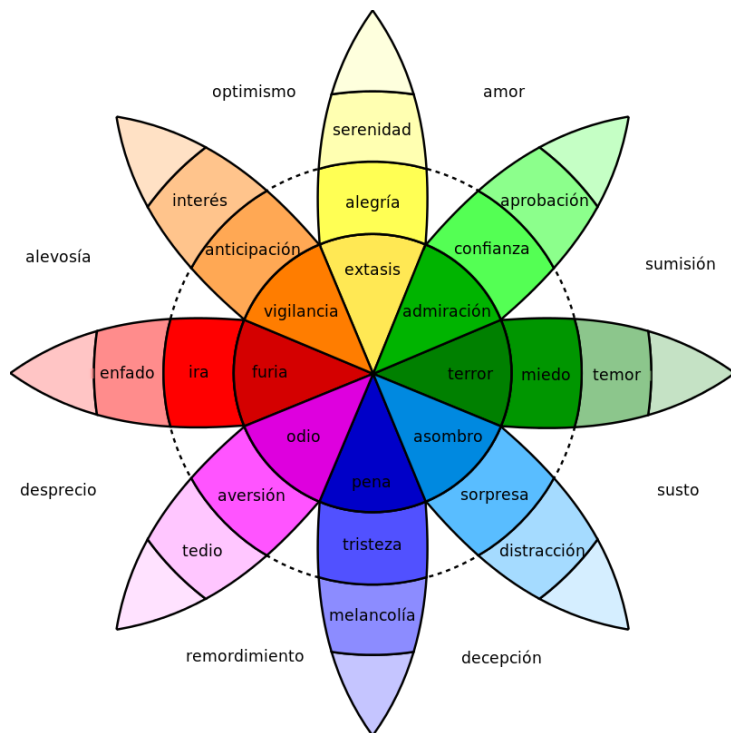 optimismo
amor
serenidad
interés
alegría
aprobación
anticipación
confianza
alevosía
extasis
sumisión
vigilancia
admiración
enfado
ira
furia
terror
miedo
temor
odio
asombro
desprecio
aversión
pena
sorpresa
susto
tedio
tristeza
distracción
melancolía
remordimiento
decepción